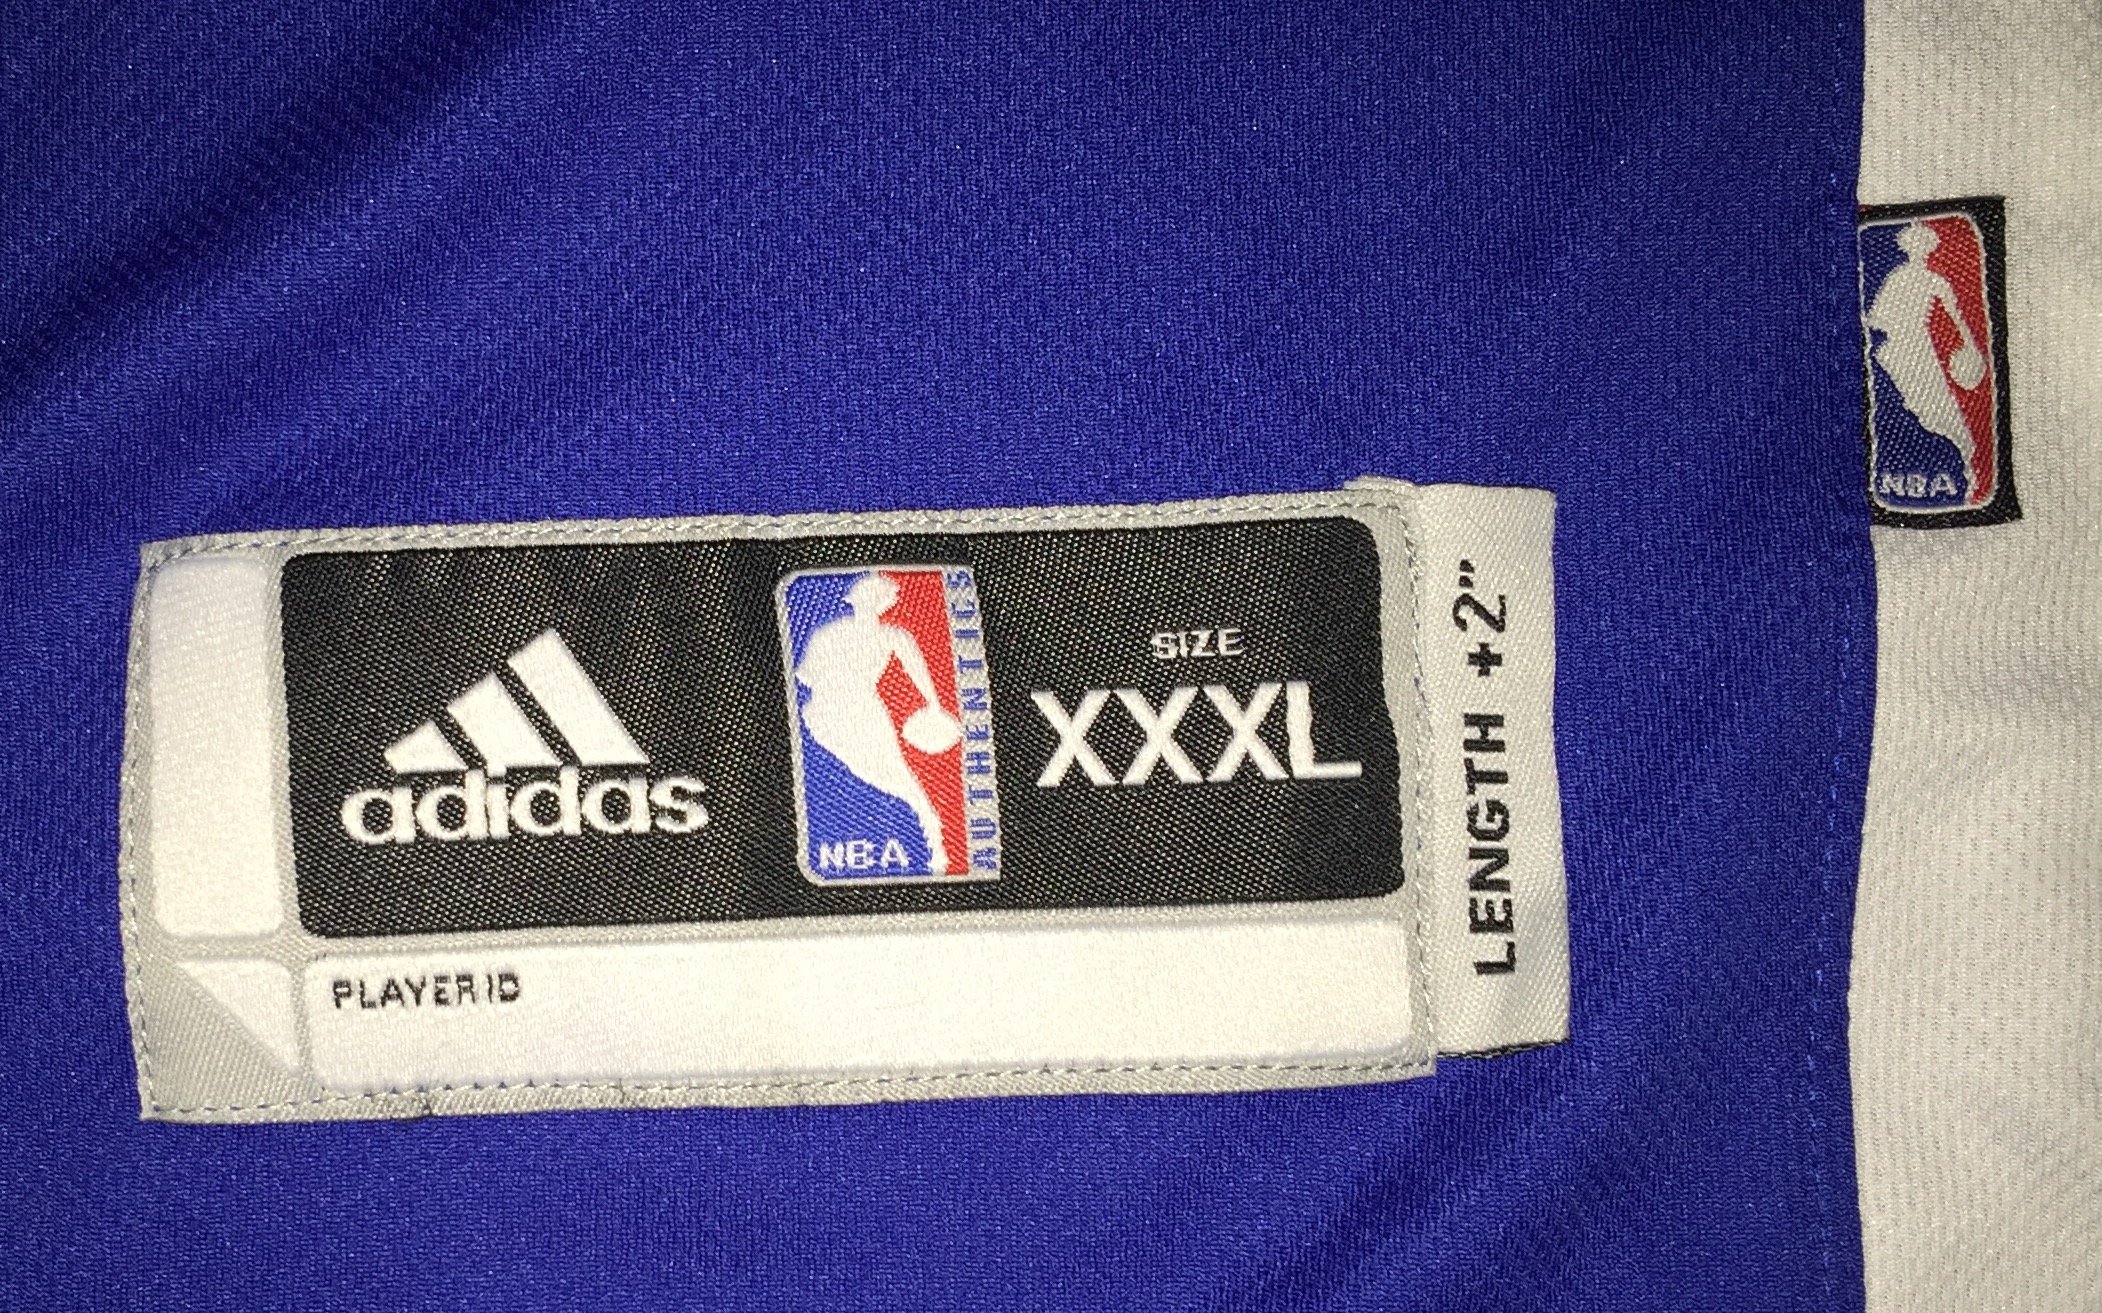 NBA
adidas
NBA
AUTHENTICS
SIZE
XXXL
LENGTH +2"
PLAYER ID